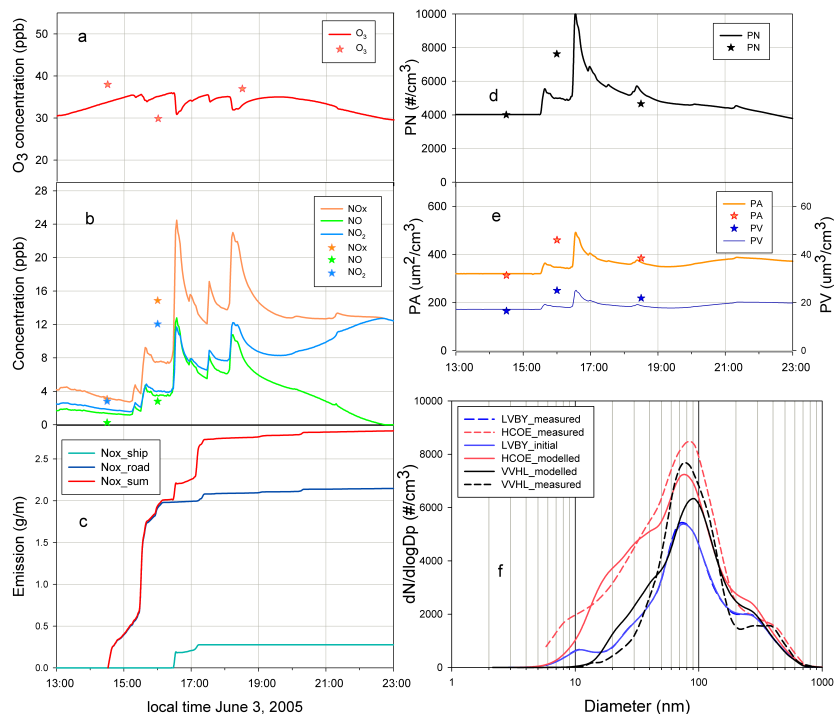 a
O3 concentration (ppb)
50
40
30
20
O3
O3
b
Concentration (ppb)
28
24
20
16
12
8
4
0
NOx
NO
NO2
NOx
NO
NO2
c
Emission (g/m)
2.5
2.0
1.5
1.0
0.5
0.0
Nox_ship
Nox_road
Nox_sum
13:00 15:00 17:00 19:00 21:00 23:00
local time June 3, 2005
d
PN (#/cm3)
10000
8000
6000
4000
2000
0
PN
PN
e
PA (um2/cm3)
600
400
200
0
PV (um3/cm3)
60
40
20
0
PA
PA
PV
PV
13:00 15:00 17:00 19:00 21:00 23:00
f
dN/dlogDp (#/cm3)
10000
8000
6000
4000
2000
0
LVBY_measured
HCOE_measured
LVBY_initial
HCOE_modelled
VVHL_modelled
VVHL_measured
1 10 100 1000
Diameter (nm)